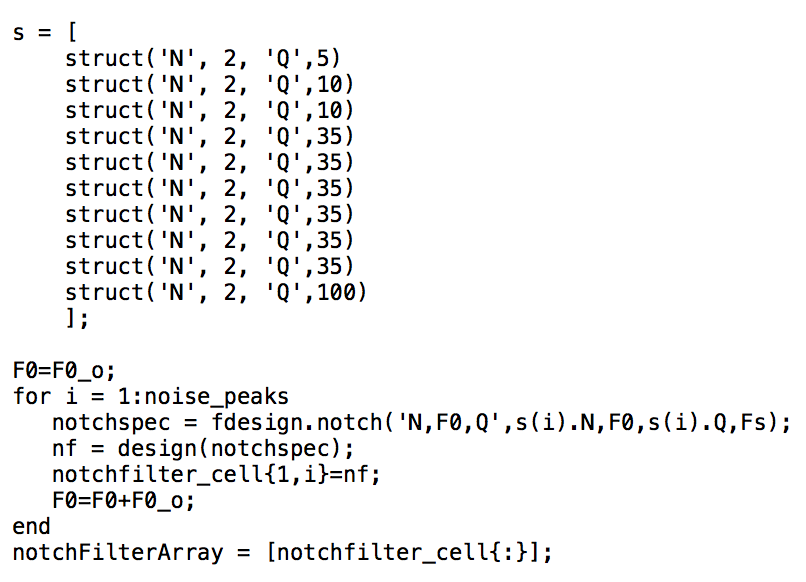 s = [
    struct('N', 2, 'Q',5)
    struct('N', 2, 'Q',10)
    struct('N', 2, 'Q',10)
    struct('N', 2, 'Q',35)
    struct('N', 2, 'Q',35)
    struct('N', 2, 'Q',35)
    struct('N', 2, 'Q',35)
    struct('N', 2, 'Q',35)
    struct('N', 2, 'Q',35)
    struct('N', 2, 'Q',100)
    ];

F0=F0_o;
for i = 1:noise_peaks
   notchspec = fdesign.notch('N,F0,Q',s(i).N,F0,s(i).Q,Fs);
   nf = design(notchspec);
   notchfilter_cell{1,i}=nf;
   F0=F0+F0_o;
end
notchFilterArray = [notchfilter_cell{:}];